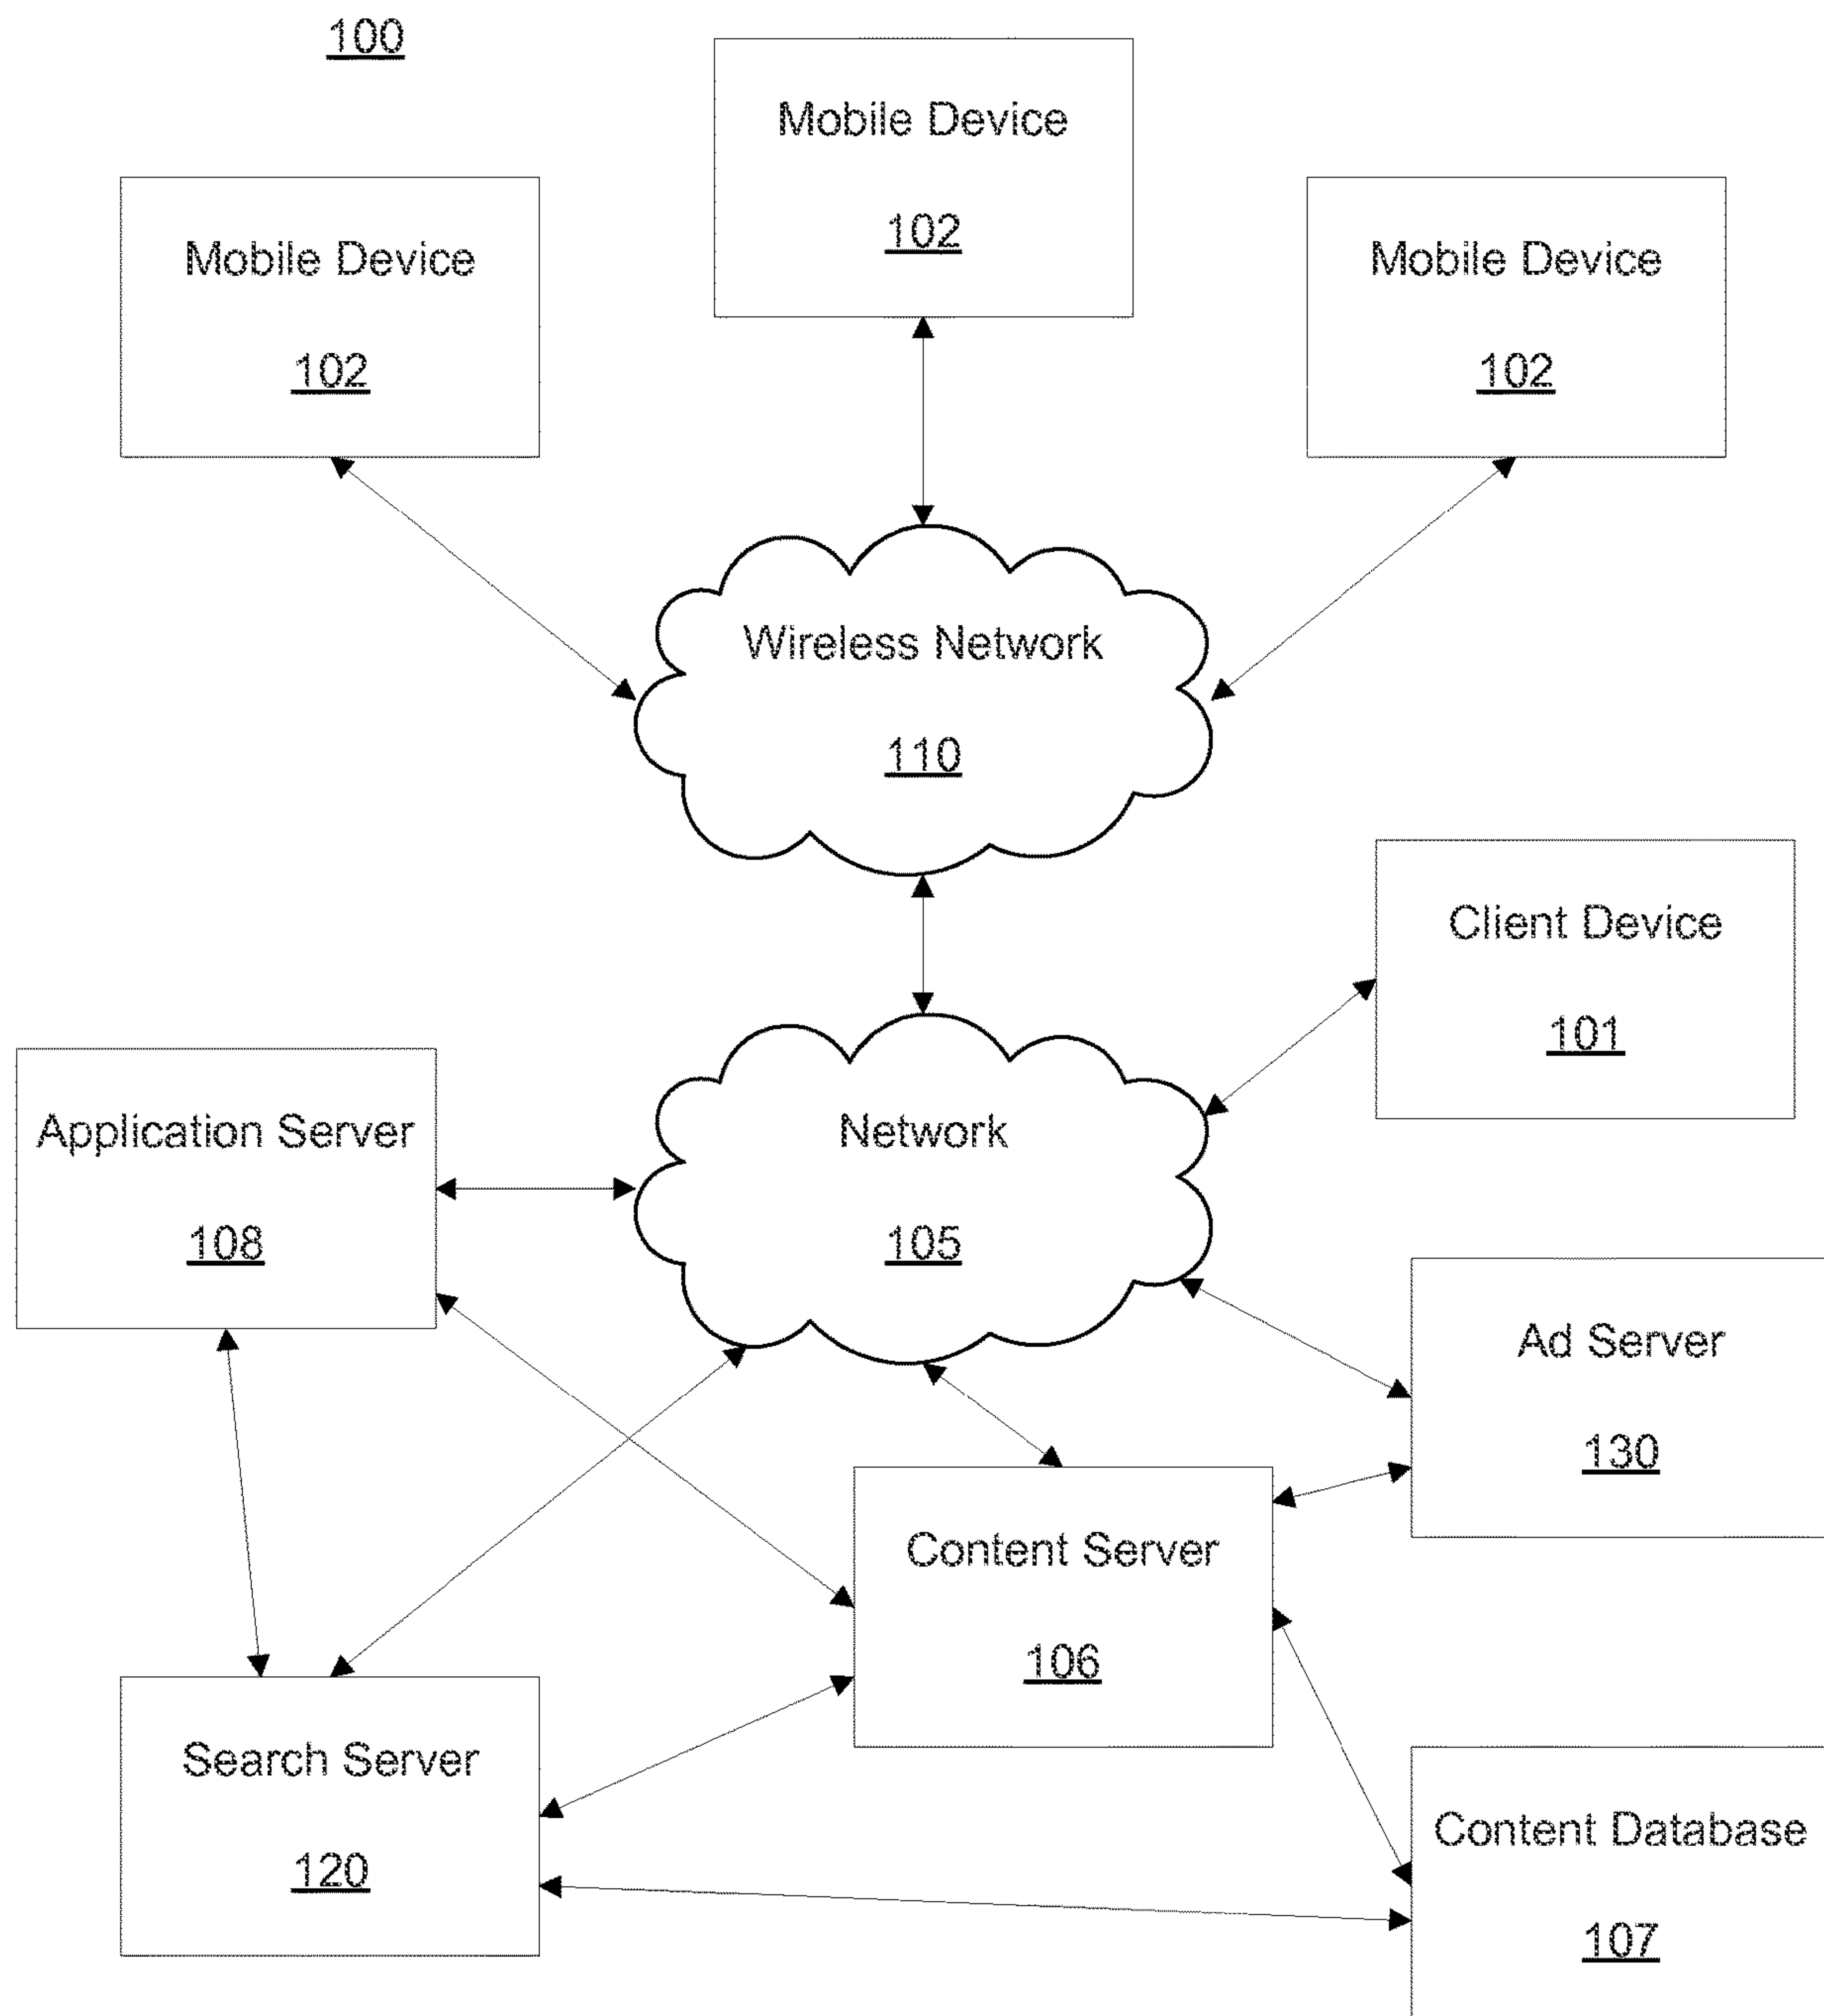 100
Mobile Device
102
Mobile Device
102
Mobile Device
102
Wireless Network
110
Client Device
101
Application Server
108
Network
105
Ad Server
130
Content Server
106
Search Server
120
Content Database
107